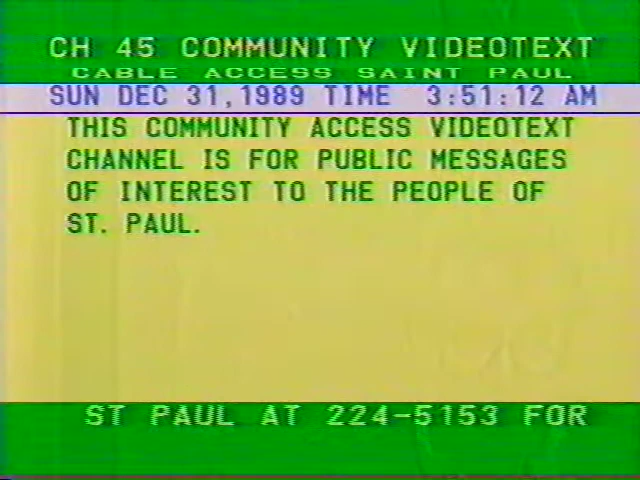 CH 45 COMMUNITY VIDEOTEXT
CABLE ACCESS SAINT PAUL
SUN DEC 31,1989 TIME 3:51:12 AM
THIS COMMUNITY ACCESS VIDEOTEXT
CHANNEL IS FOR PUBLIC MESSAGES
OF INTEREST TO THE PEOPLE OF
ST. PAUL.
ST PAUL AT 224-5153 FOR